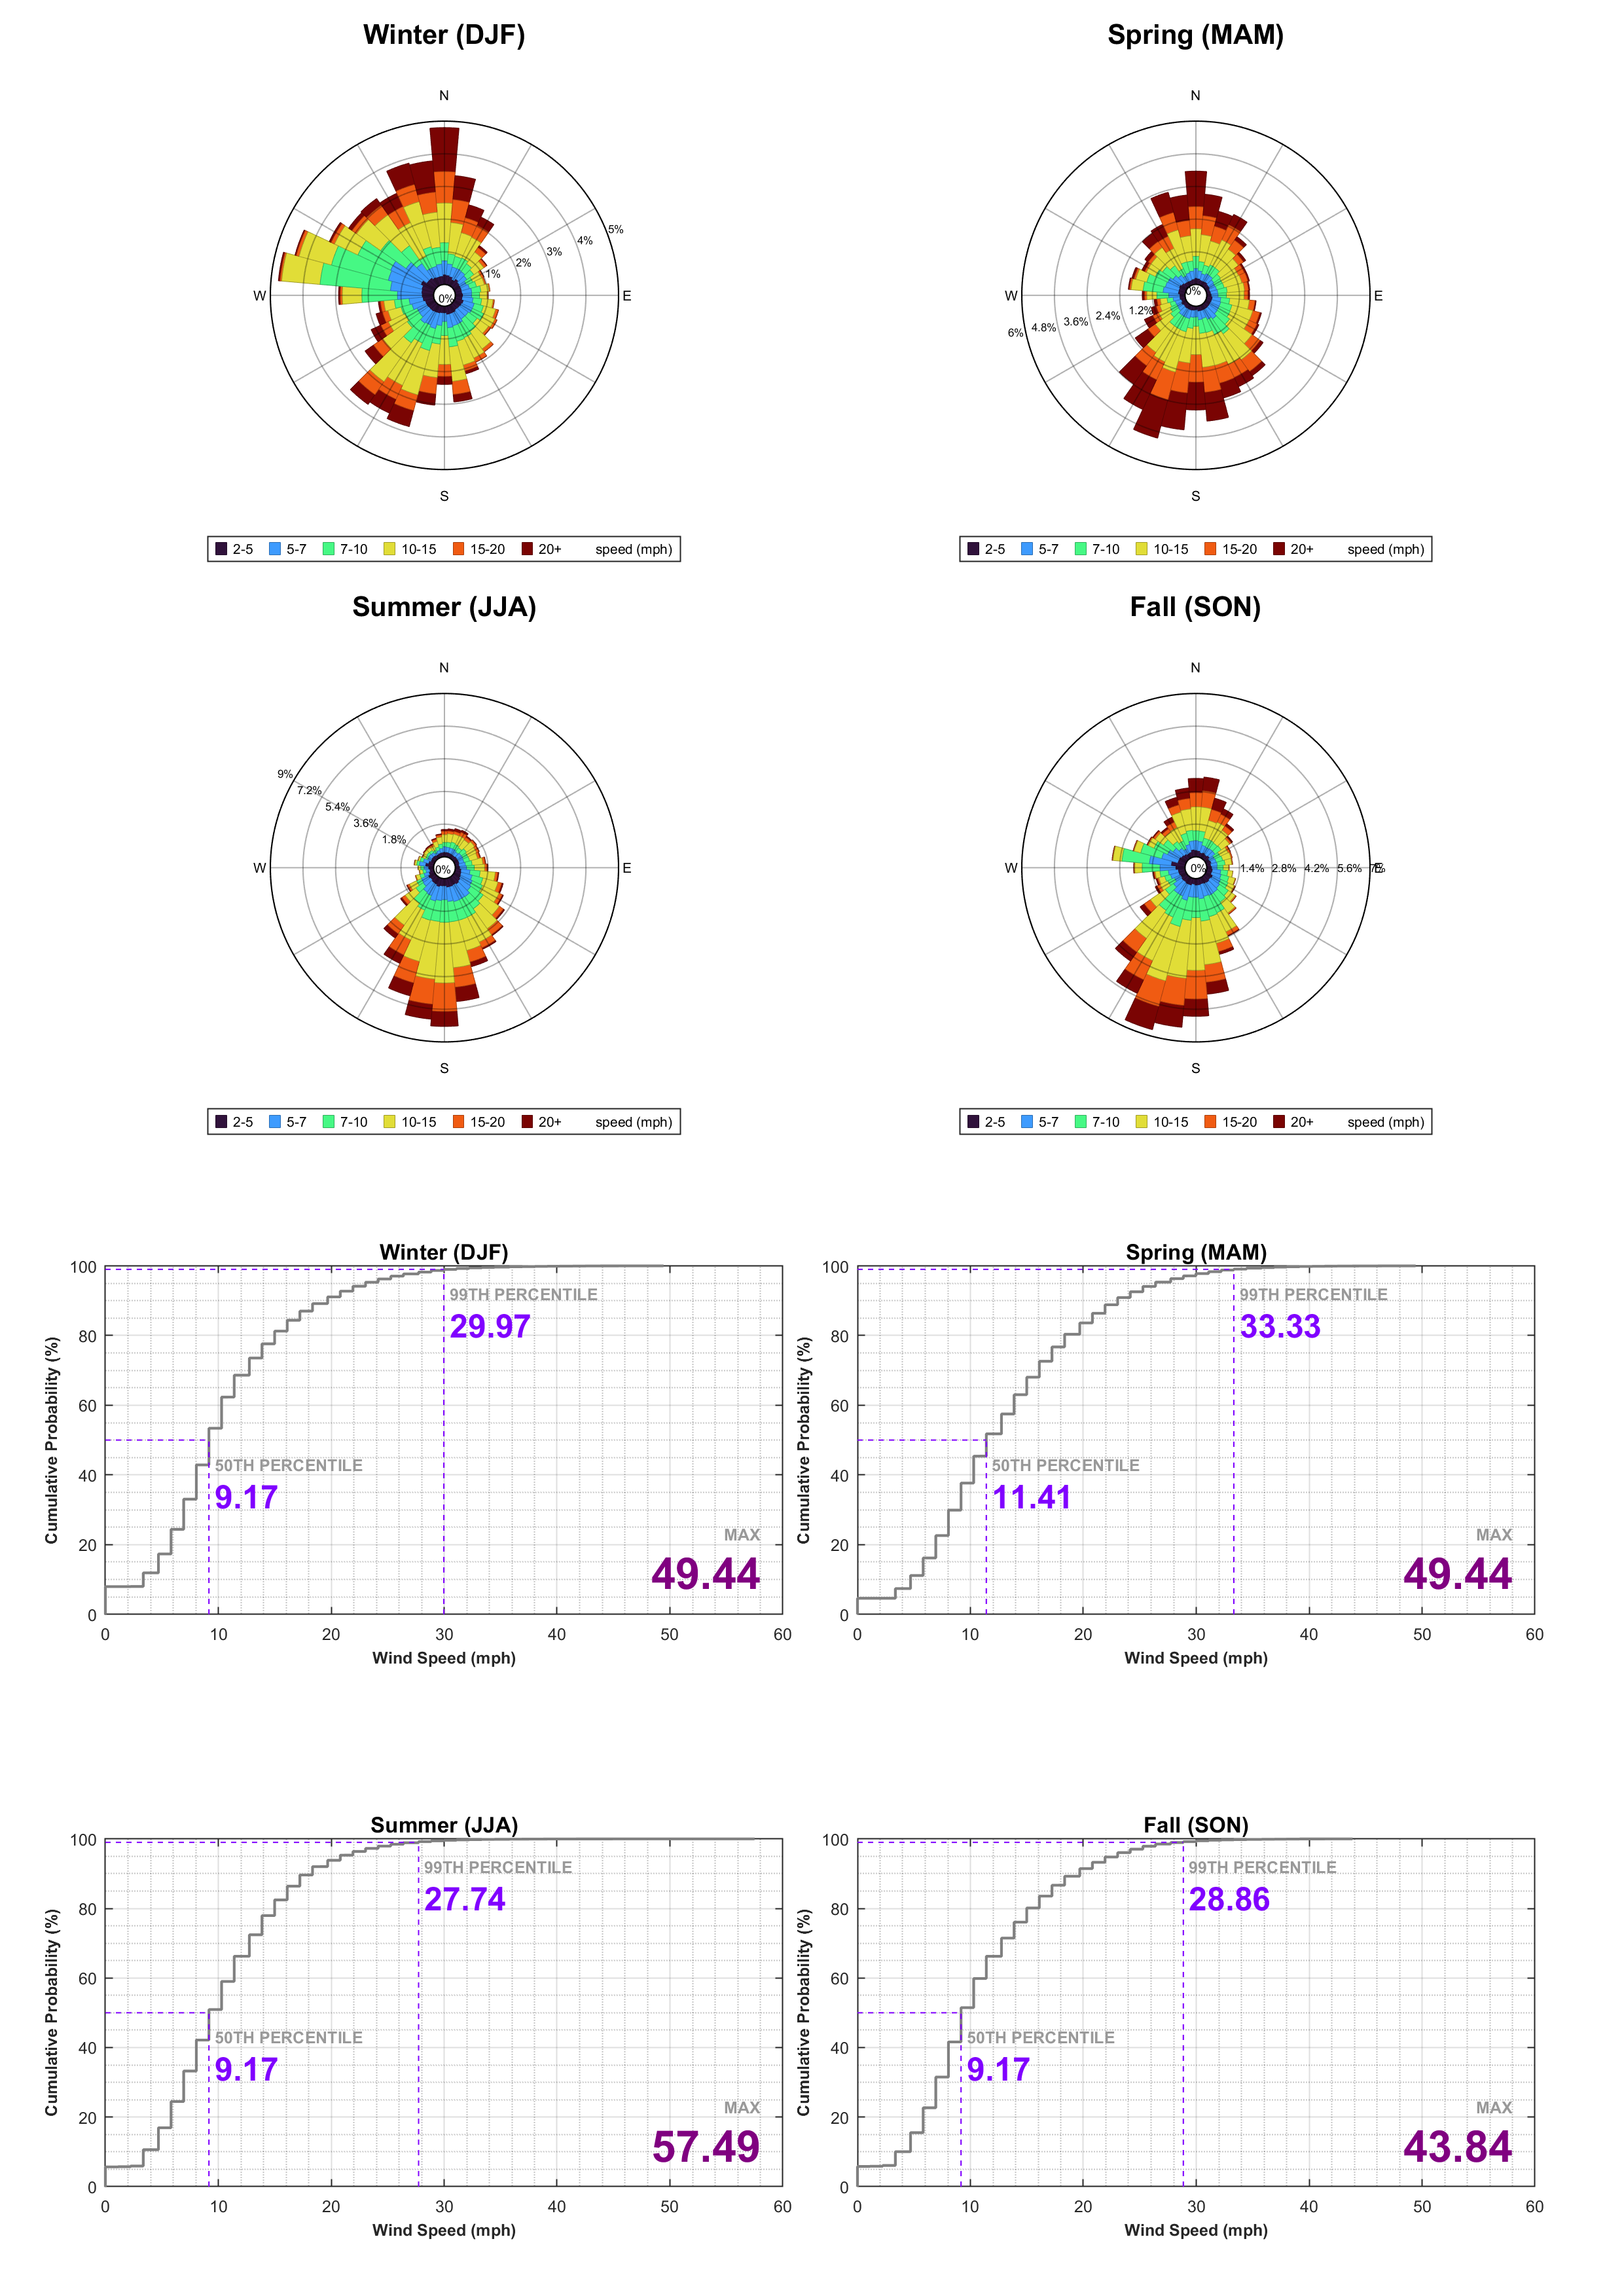 Winter (DJF)
Spring (MAM)
N
N
5%
4%
3%
2%
1%
0%
W
E
S
0%
1.2%
2.4%
3.6%
4.8%
6%
W
E
S
2-5 5-7 7-10 10-15 15-20 20+ speed (mph)
2-5 5-7 7-10 10-15 15-20 20+ speed (mph)
Summer (JJA)
Fall (SON)
N
N
9%
7.2%
5.4%
3.6%
1.8%
0%
W
E
S
W
0%
1.4%
2.8%
4.2%
5.6%
7%
E
S
2-5 5-7 7-10 10-15 15-20 20+ speed (mph)
2-5 5-7 7-10 10-15 15-20 20+ speed (mph)
Winter (DJF)
100
80
60
40
20
0
Cumulative Probability (%)
99TH PERCENTILE
29.97
50TH PERCENTILE
9.17
MAX
49.44
0 10 20 30 40 50 60
Wind Speed (mph)
Spring (MAM)
100
80
60
40
20
0
Cumulative Probability (%)
99TH PERCENTILE
33.33
50TH PERCENTILE
11.41
MAX
49.44
0 10 20 30 40 50 60
Wind Speed (mph)
Summer (JJA)
100
80
60
40
20
0
Cumulative Probability (%)
99TH PERCENTILE
27.74
50TH PERCENTILE
9.17
MAX
57.49
0 10 20 30 40 50 60
Wind Speed (mph)
Fall (SON)
100
80
60
40
20
0
Cumulative Probability (%)
99TH PERCENTILE
28.86
50TH PERCENTILE
9.17
MAX
43.84
0 10 20 30 40 50 60
Wind Speed (mph)